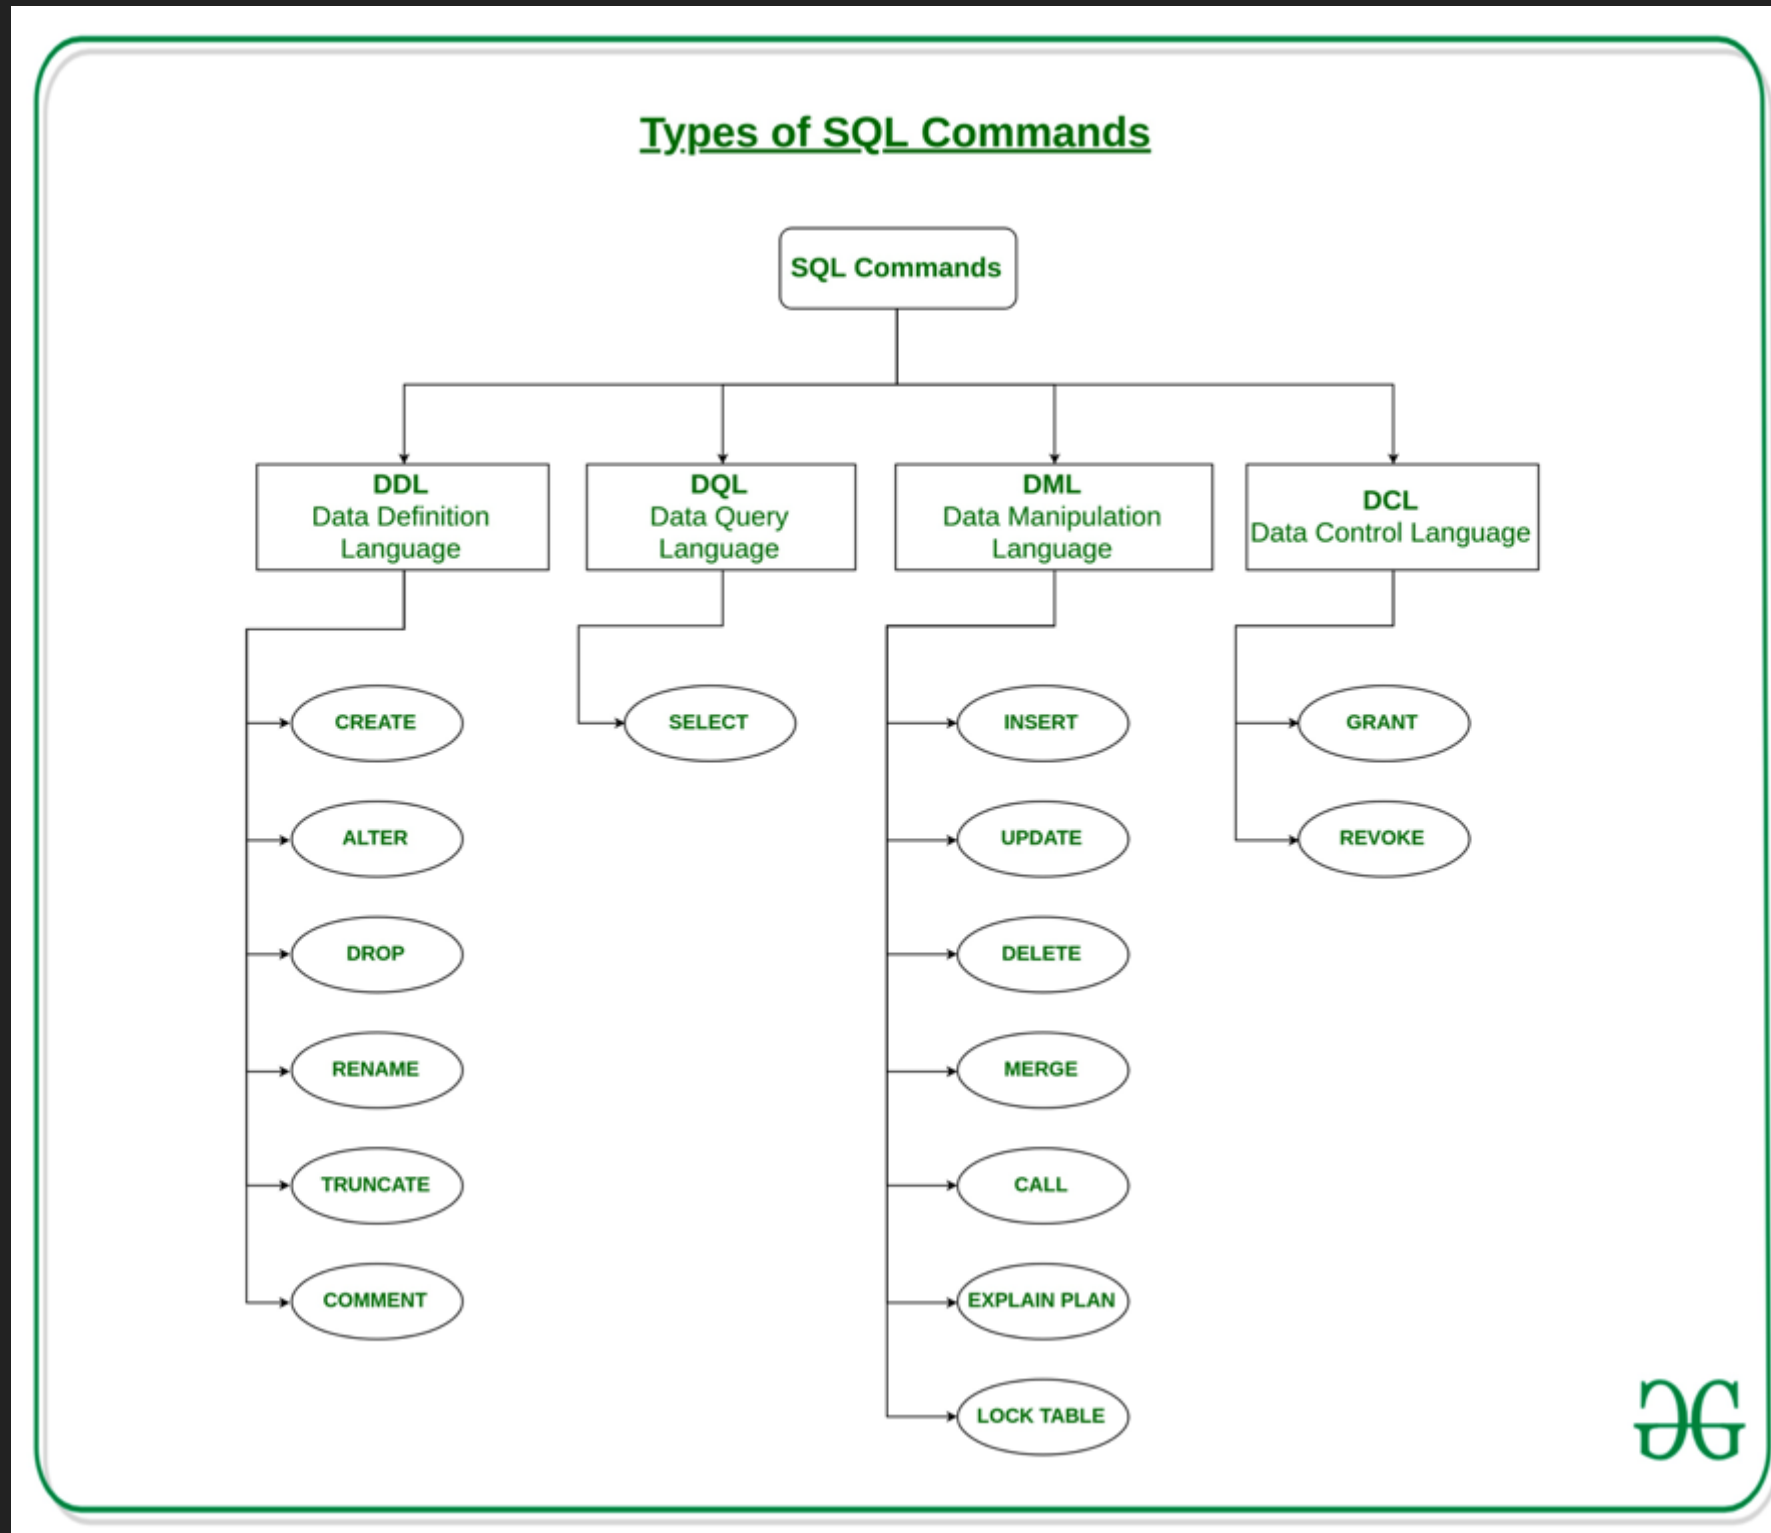 Types of SQL Commands
SQL Commands
DDL
Data Definition
Language
DQL
Data Query
Language
DML
Data Manipulation
Language
DCL
Data Control Language
CREATE
ALTER
DROP
RENAME
TRUNCATE
COMMENT
SELECT
INSERT
UPDATE
DELETE
MERGE
CALL
EXPLAIN PLAN
LOCK TABLE
GRANT
REVOKE